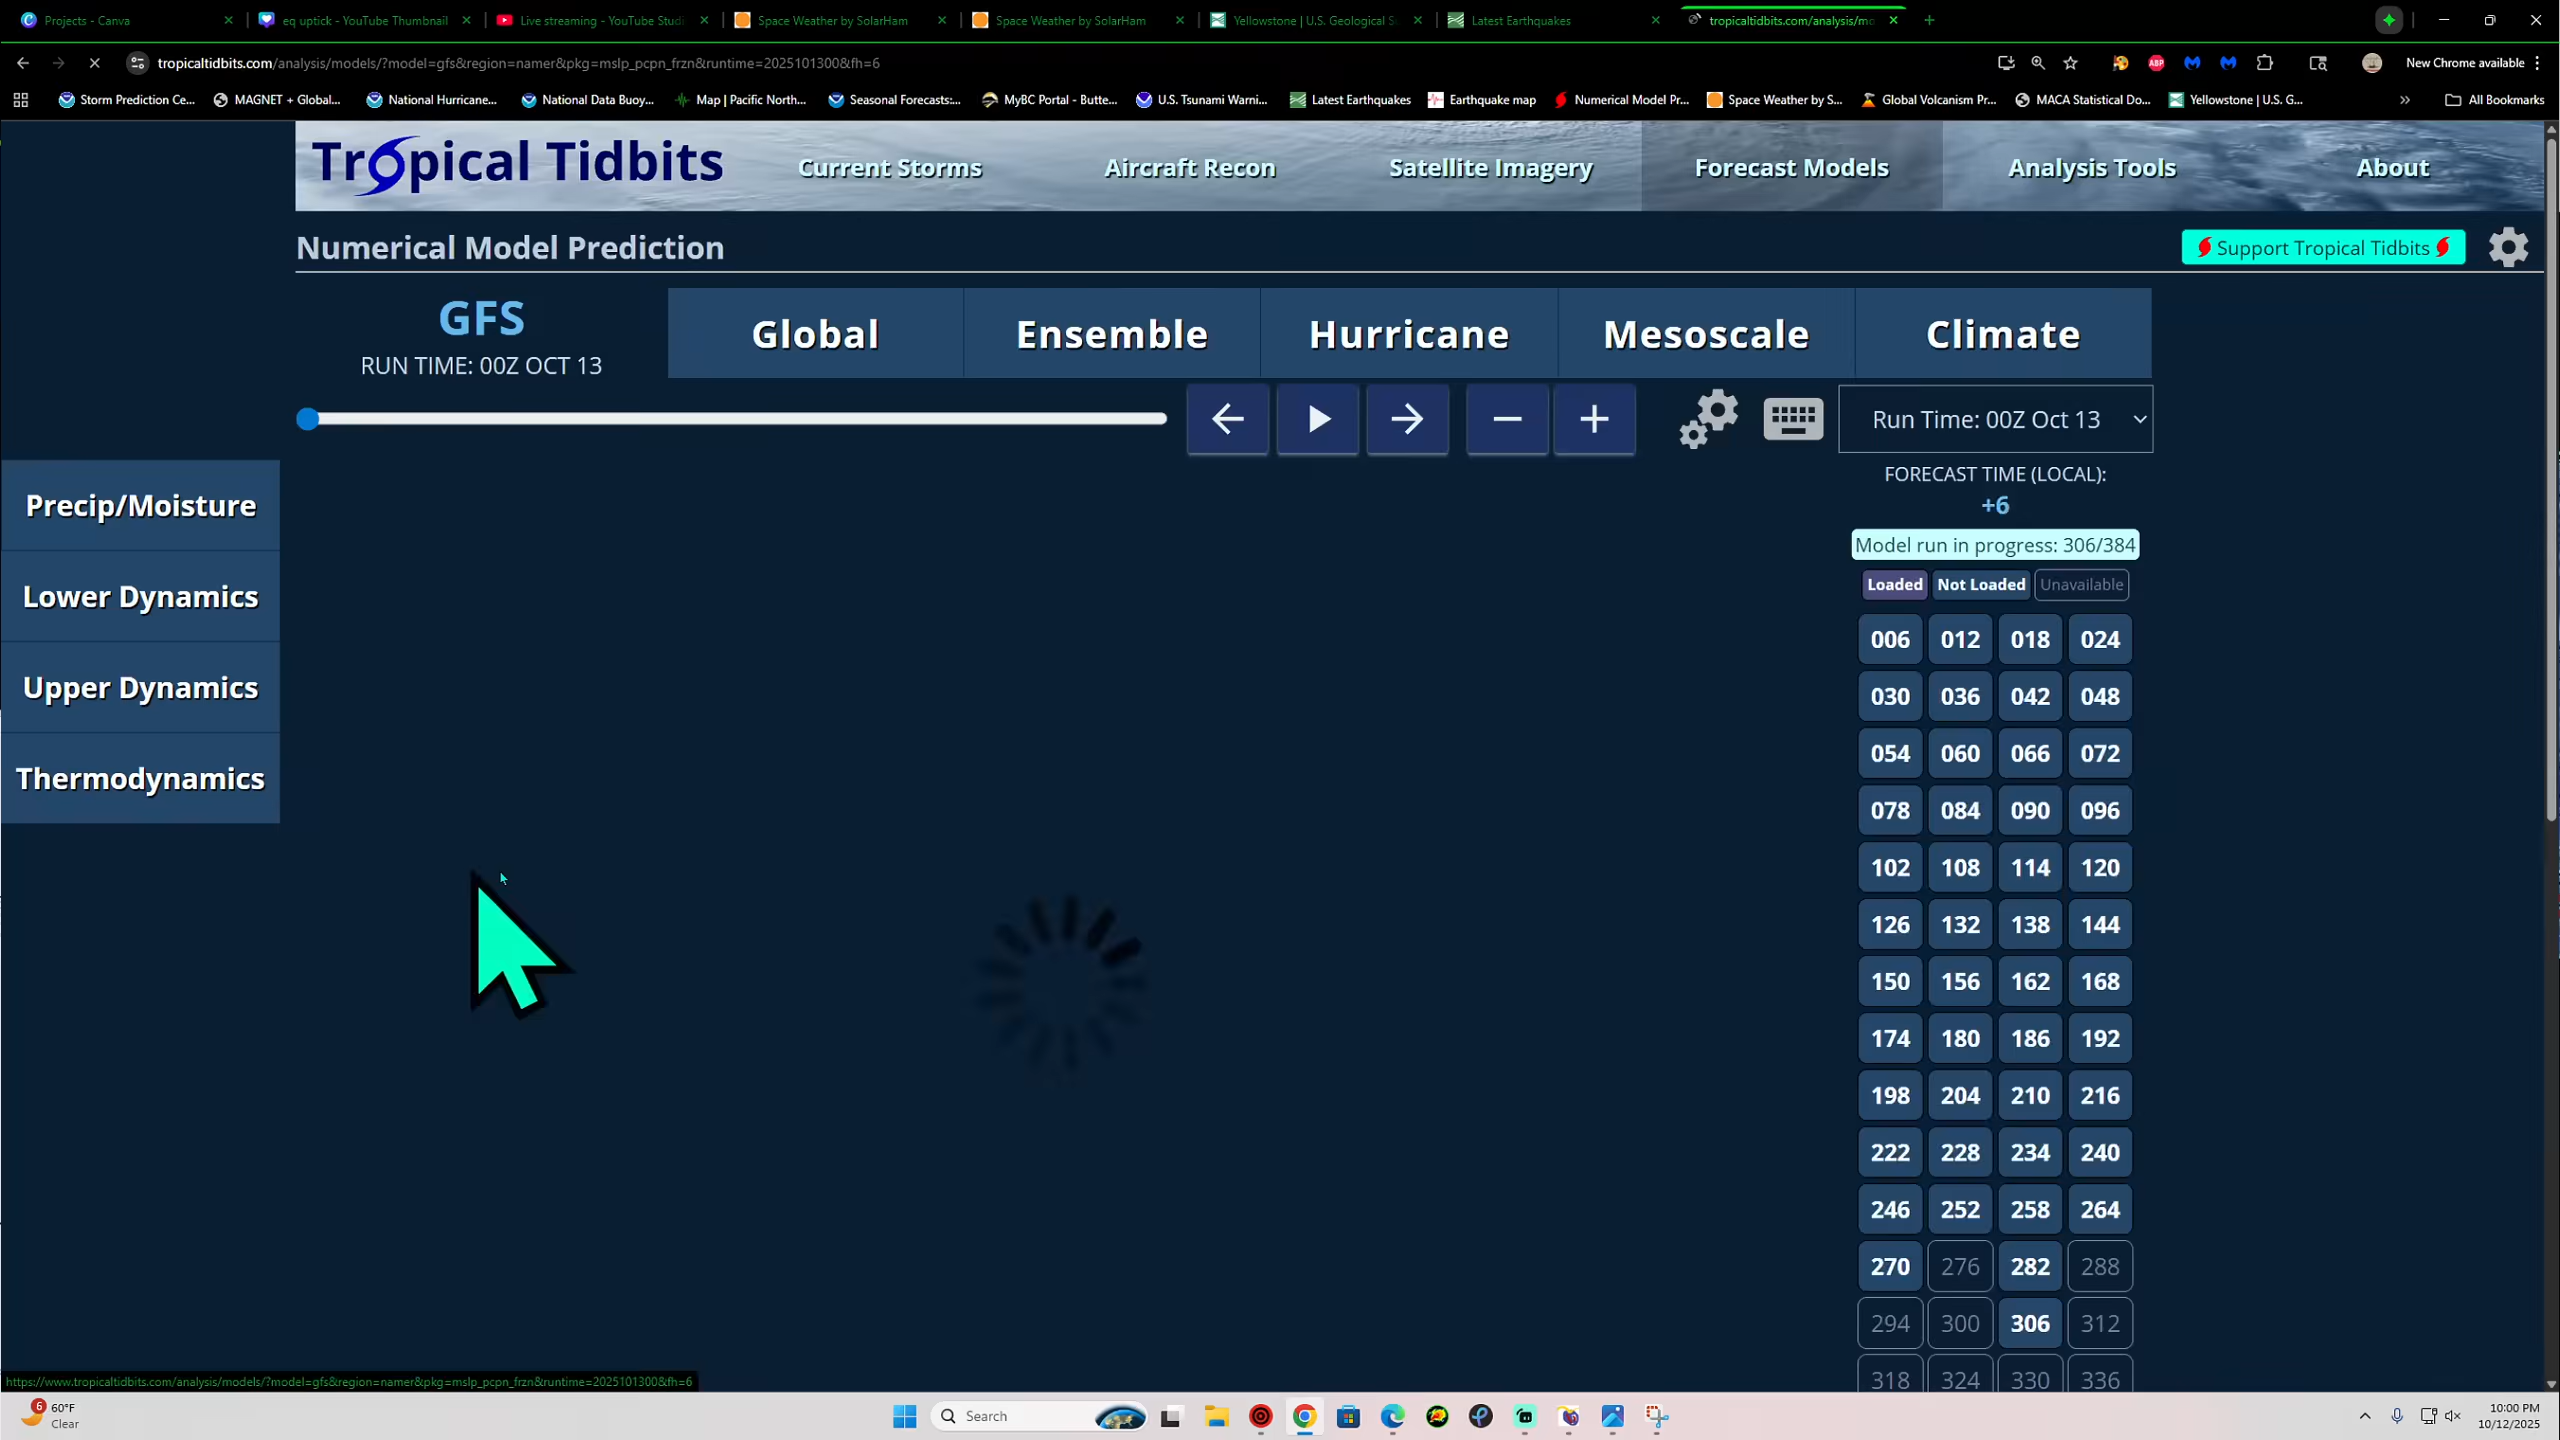 Projects - Canva
eq uptick - YouTube Thumbnail
Live streaming - YouTube Studi
Space Weather by SolarHam
Space Weather by SolarHam
Yellowstone | U.S. Geological S
Latest Earthquakes
tropicaltidbits.com/analysis/mo
tropicaltidbits.com/analysis/models/?model=gfs&region=namer&pkg=mslp_pcpn_frzn&runtime=2025101300&fh=6
ABP
New Chrome available
Storm Prediction Ce...
MAGNET + Global...
National Hurricane...
National Data Buoy...
Map | Pacific North...
Seasonal Forecasts:...
MyBC Portal - Butte...
U.S. Tsunami Warni...
Latest Earthquakes
Earthquake map
Numerical Model Pr...
Space Weather by S...
Global Volcanism Pr...
MACA Statistical Do...
Yellowstone | U.S. G...
All Bookmarks
Tropical Tidbits
Current Storms
Aircraft Recon
Satellite Imagery
Forecast Models
Analysis Tools
About
Numerical Model Prediction
Support Tropical Tidbits
GFS
RUN TIME: 00Z OCT 13
Global
Ensemble
Hurricane
Mesoscale
Climate
Run Time: 00Z Oct 13
FORECAST TIME (LOCAL):
+6
Model run in progress: 306/384
Loaded Not Loaded Unavailable
Precip/Moisture
Lower Dynamics
Upper Dynamics
Thermodynamics
006 012 018 024
030 036 042 048
054 060 066 072
078 084 090 096
102 108 114 120
126 132 138 144
150 156 162 168
174 180 186 192
198 204 210 216
222 228 234 240
246 252 258 264
270 276 282 288
294 300 306 312
318 324 330 336
https://www.tropicaltidbits.com/analysis/models/?model=gfs&region=namer&pkg=mslp_pcpn_frzn&runtime=2025101300&fh=6
6
60°F
Clear
Search
10:00 PM
10/12/2025